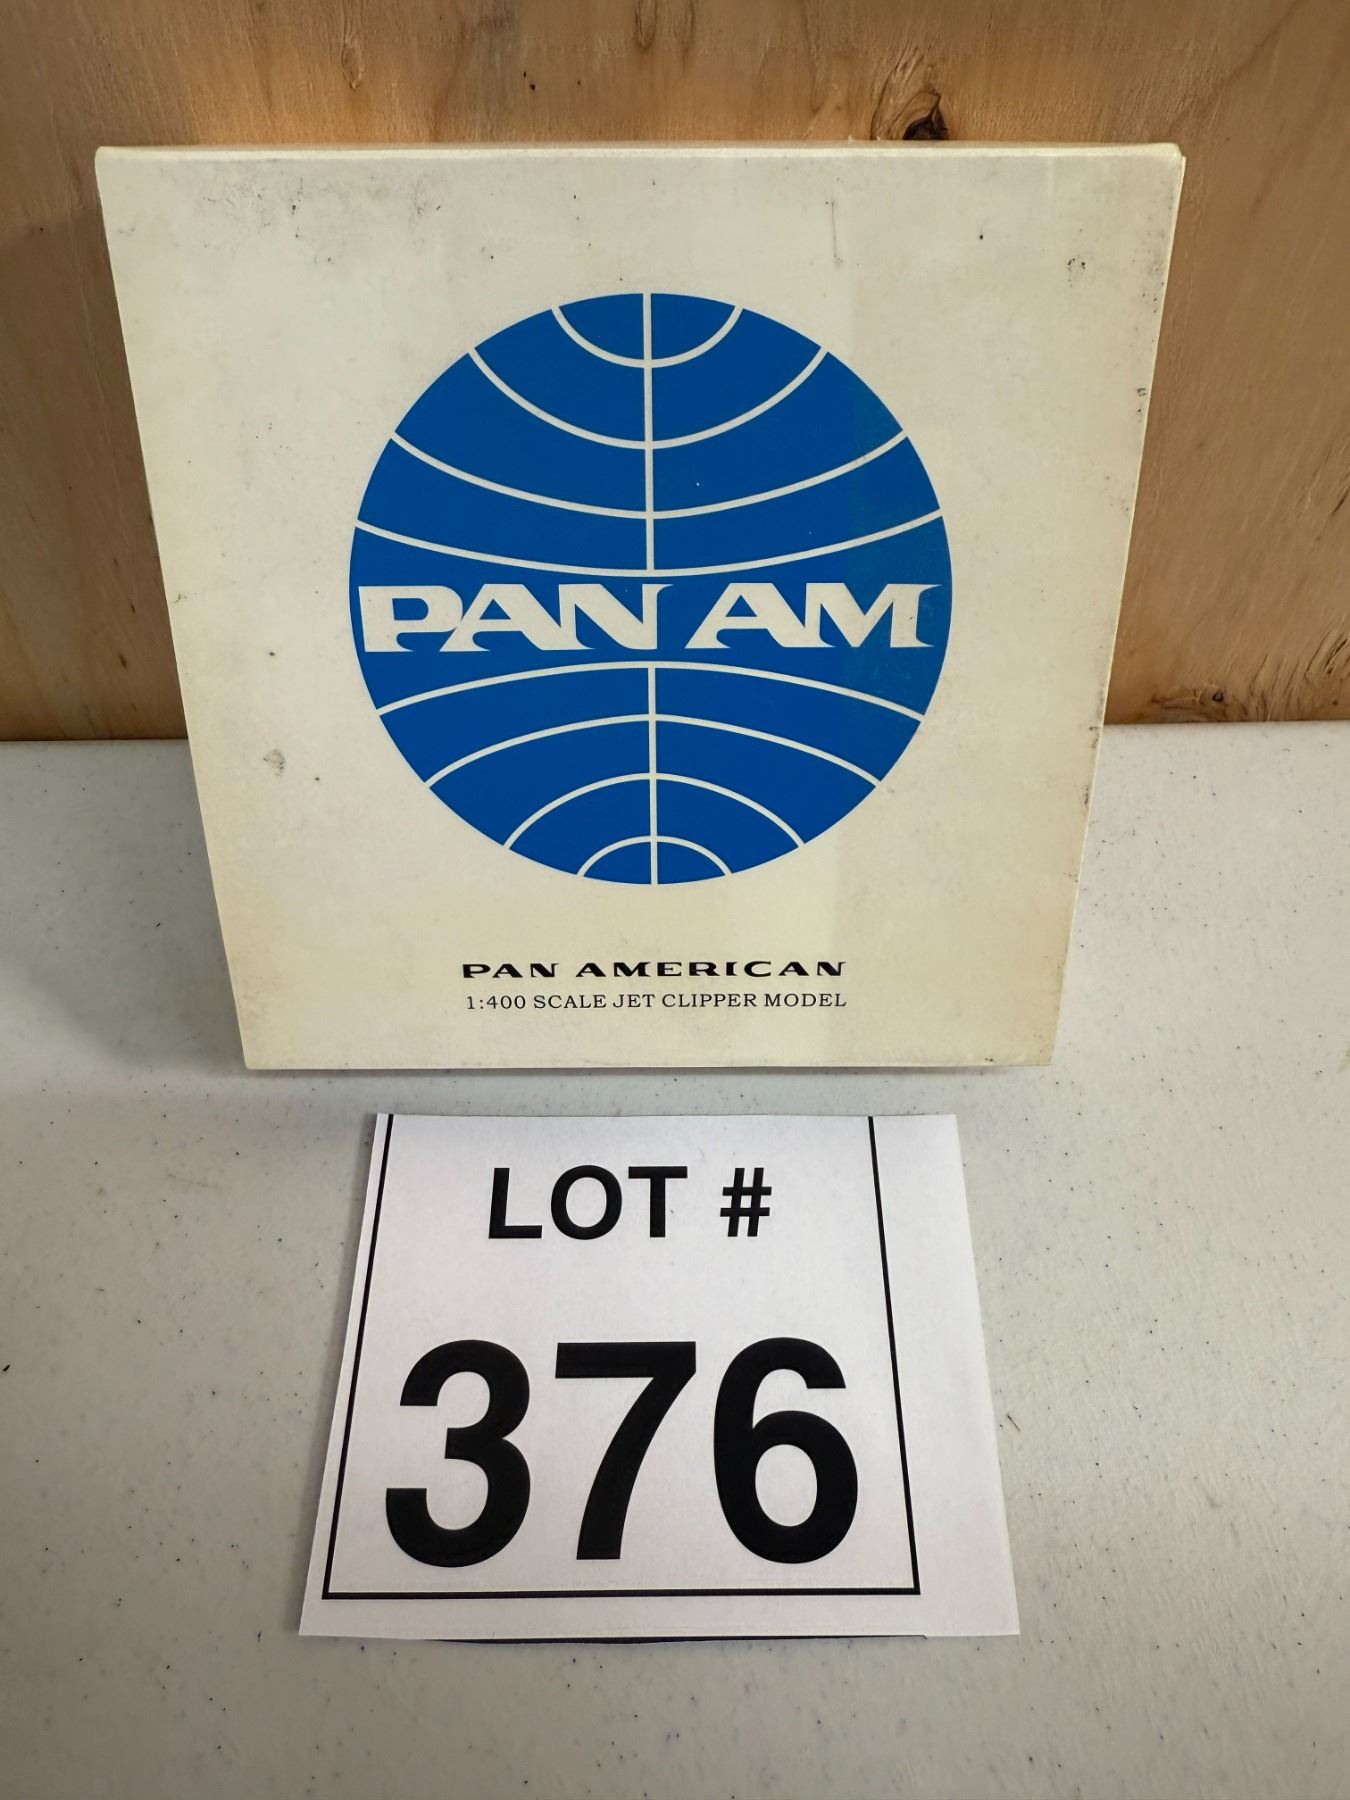 PAN AM
PAN AMERICAN
1:400 SCALE JET CLIPPER MODEL
LOT #
376